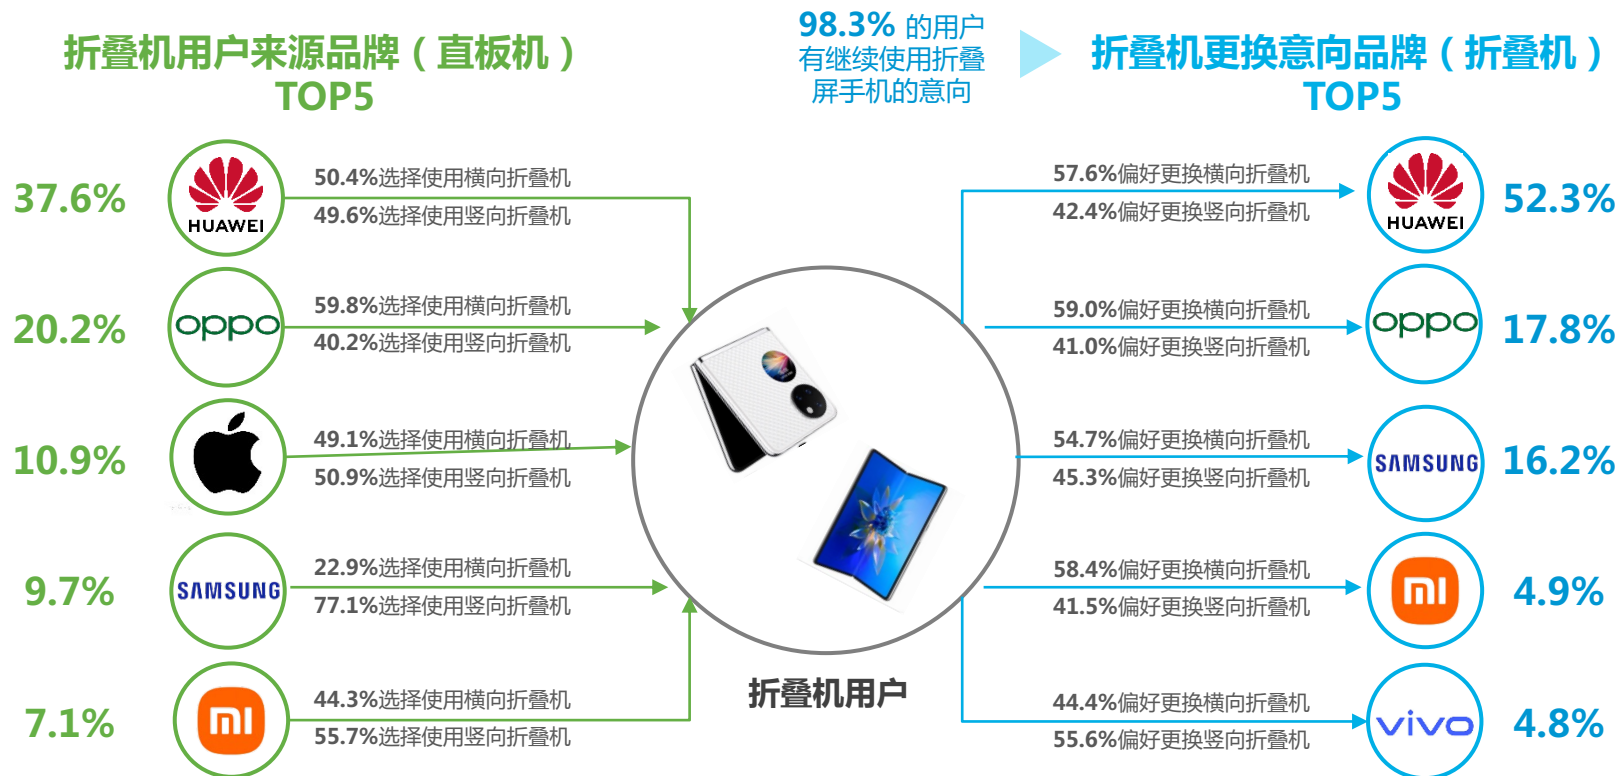 折叠机用户来源品牌（直板机）
TOP5
98.3% 的用户
有继续使用折叠
屏手机的意向
折叠机更换意向品牌（折叠机）
TOP5
37.6%
HUAWEI
50.4%选择使用横向折叠机
49.6%选择使用竖向折叠机
20.2%
oppo
59.8%选择使用横向折叠机
40.2%选择使用竖向折叠机
10.9%
49.1%选择使用横向折叠机
50.9%选择使用竖向折叠机
9.7%
SAMSUNG
22.9%选择使用横向折叠机
77.1%选择使用竖向折叠机
7.1%
mi
44.3%选择使用横向折叠机
55.7%选择使用竖向折叠机
折叠机用户
57.6%偏好更换横向折叠机
42.4%偏好更换竖向折叠机
HUAWEI
52.3%
59.0%偏好更换横向折叠机
41.0%偏好更换竖向折叠机
oppo
17.8%
54.7%偏好更换横向折叠机
45.3%偏好更换竖向折叠机
SAMSUNG
16.2%
58.4%偏好更换横向折叠机
41.5%偏好更换竖向折叠机
mi
4.9%
44.4%偏好更换横向折叠机
55.6%偏好更换竖向折叠机
vivo
4.8%